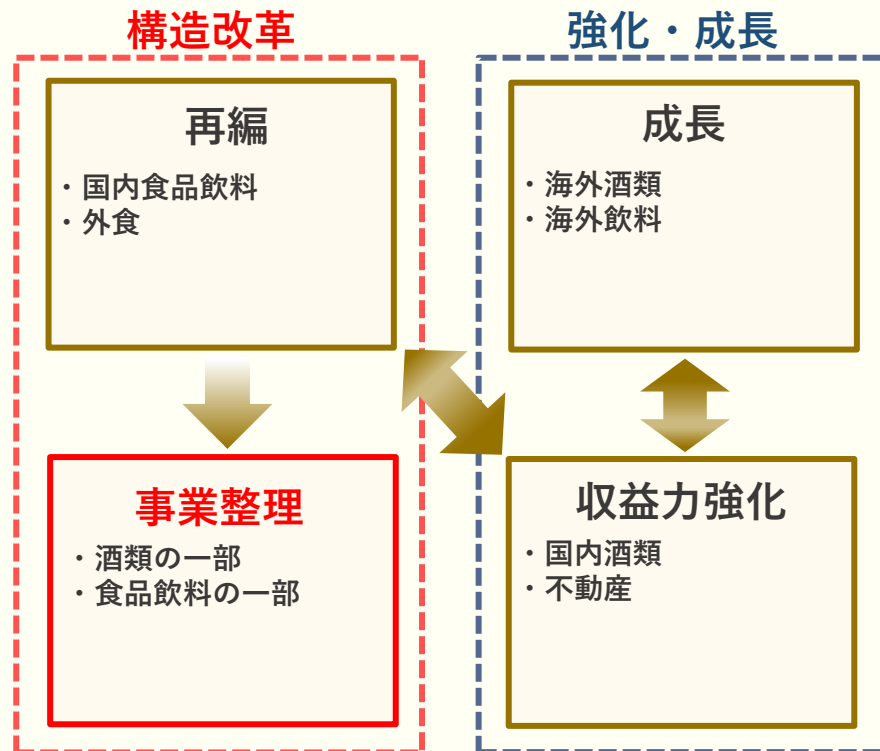 構造改革
再編
・国内食品飲料
・外食
事業整理
・酒類の一部
・食品飲料の一部
強化・成長
成長
・海外酒類
・海外飲料
収益力強化
・国内酒類
・不動産